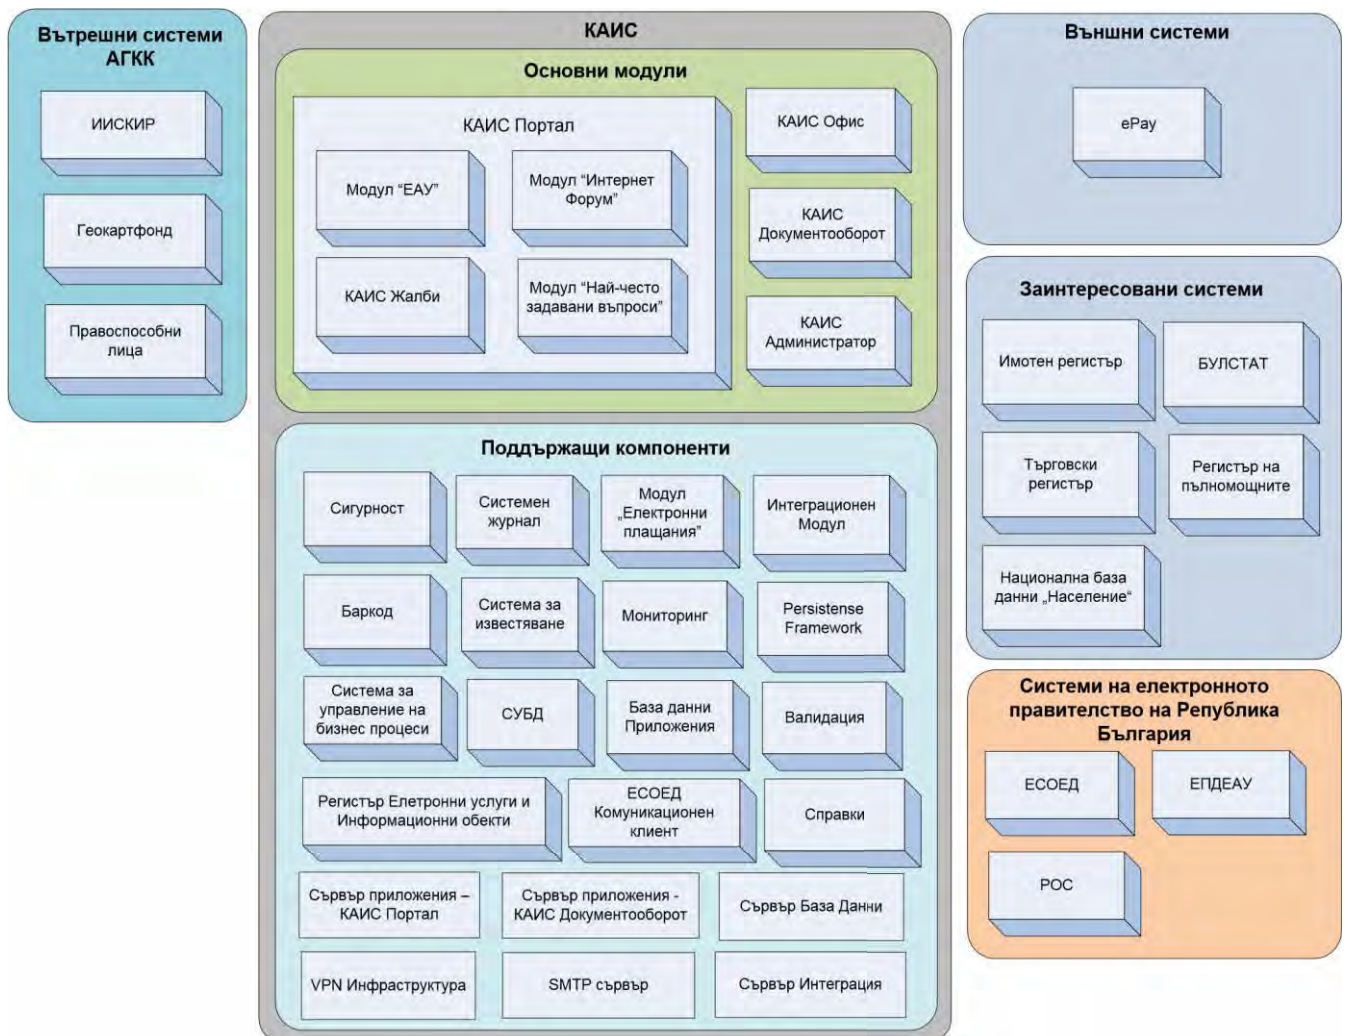 Вътрешни системи
АГКК
ИИСКИР
Геокартфонд
Правоспособни
лица
КАИС
Основни модули
КАИС Портал
Модул “ЕАУ”
Модул “Интернет
Форум”
КАИС Жалби
Модул “Най-често
задавани въпроси”
КАИС Офис
КАИС
Документооборот
КАИС
Администратор
Поддържащи компоненти
Сигурност
Системен
журнал
Модул
„Електронни
плащания”
Интеграционен
Модул
Баркод
Система за
известяване
Мониторинг
Persistense
Framework
Система за
управление на
бизнес процеси
СУБД
База данни
Приложения
Валидация
Регистър Елетронни услуги и
Информационни обекти
ЕСОЕД
Комуникационен
клиент
Справки
Сървър приложения –
КАИС Портал
Сървър приложения -
КАИС Документооборот
Сървър База Данни
VPN Инфраструктура
SMTP сървър
Сървър Интеграция
Външни системи
ePay
Заинтересовани системи
Имотен регистър
БУЛСТАТ
Търговски
регистър
Регистър на
пълномощните
Национална база
данни „Население“
Системи на електронното
правителство на Република
България
ЕСОЕД
ЕПДЕАУ
РОС